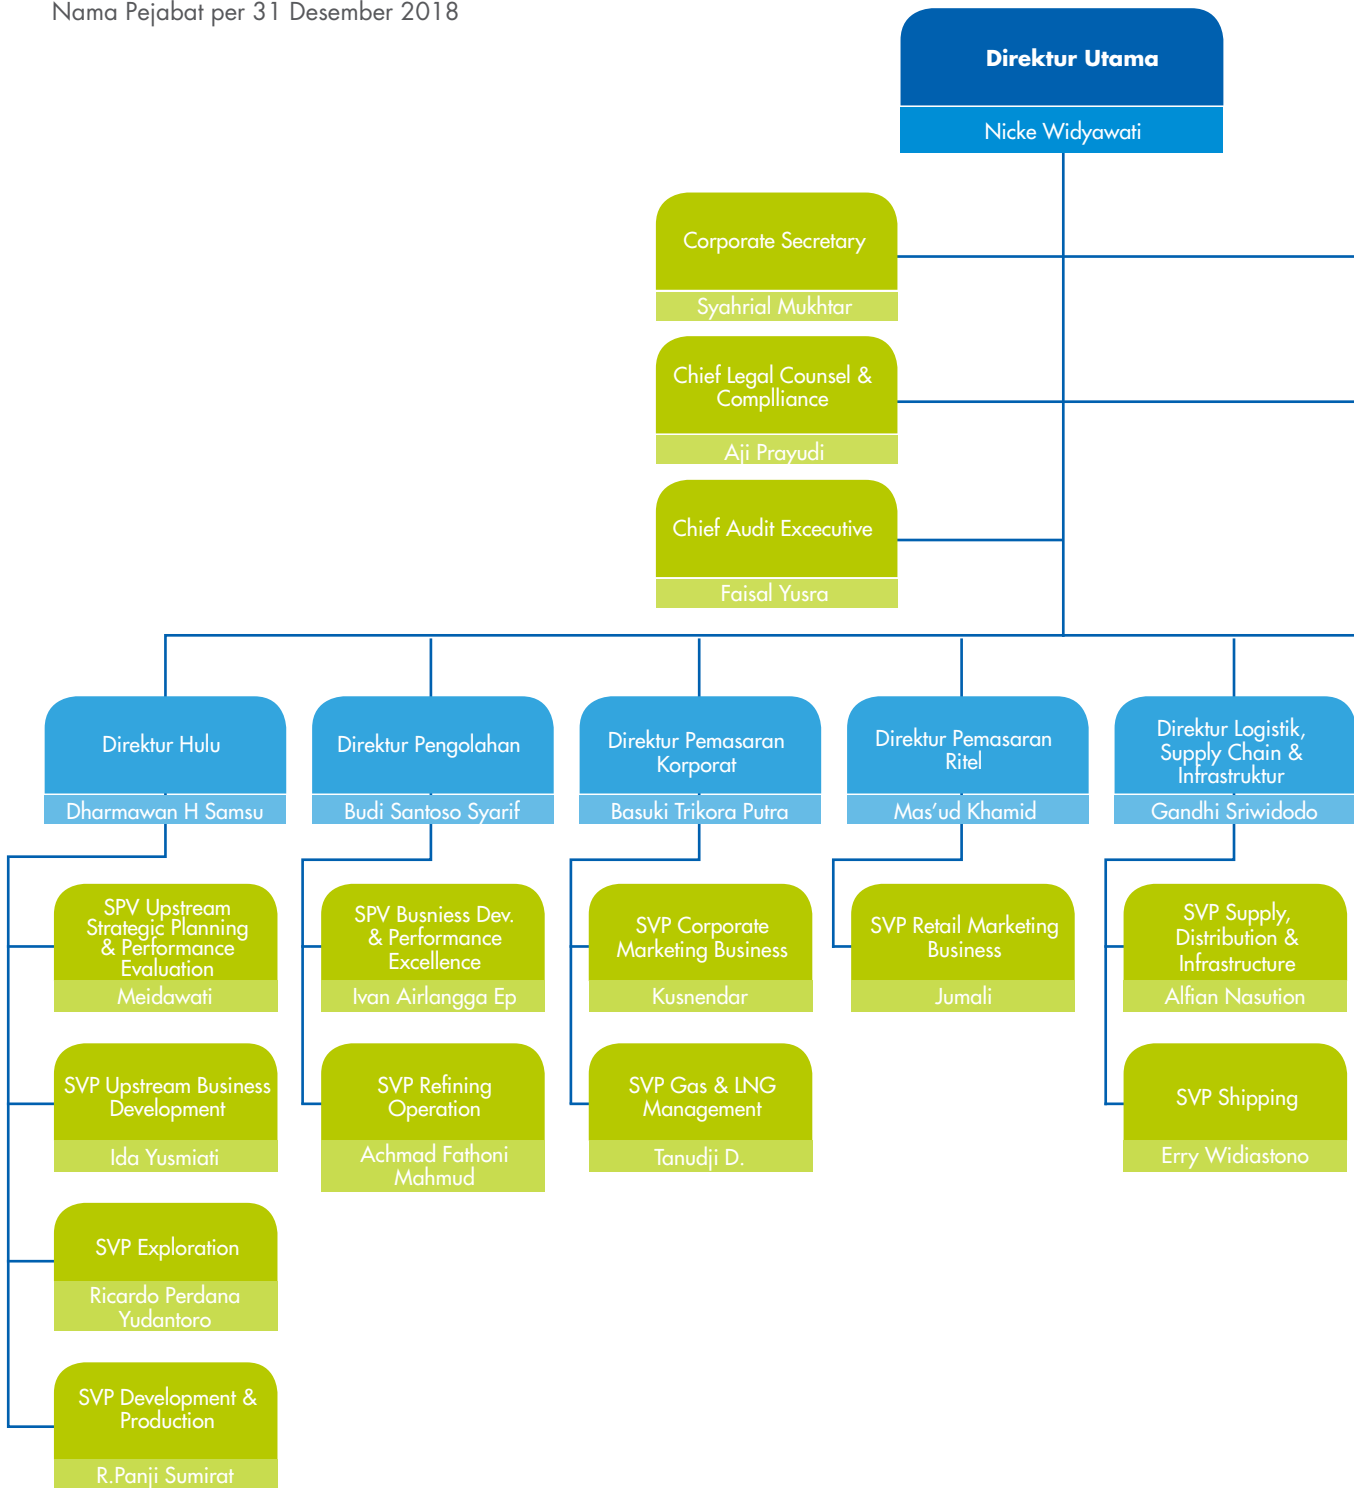 Nama Pejabat per 31 Desember 2018
Direktur Utama
Nicke Widyawati
Corporate Secretary
Syahrial Mukhtar
Chief Legal Counsel &
Complliance
Aji Prayudi
Chief Audit Excecutive
Faisal Yusra
Direktur Hulu
Dharmawan H Samsu
Direktur Pengolahan
Budi Santoso Syarif
Direktur Pemasaran
Korporat
Basuki Trikora Putra
Direktur Pemasaran
Ritel
Mas’ud Khamid
Direktur Logistik,
Supply Chain &
Infrastruktur
Gandhi Sriwidodo
SPV Upstream
Strategic Planning
& Performance
Evaluation
Meidawati
SPV Busniess Dev.
& Performance
Excellence
Ivan Airlangga Ep
SVP Corporate
Marketing Business
Kusnendar
SVP Retail Marketing
Business
Jumali
SVP Supply,
Distribution &
Infrastructure
Alfian Nasution
SVP Upstream Business
Development
Ida Yusmiati
SVP Refining
Operation
Achmad Fathoni
Mahmud
SVP Gas & LNG
Management
Tanudji D.
SVP Shipping
Erry Widiastono
SVP Exploration
Ricardo Perdana
Yudantoro
SVP Development &
Production
R.Panji Sumirat